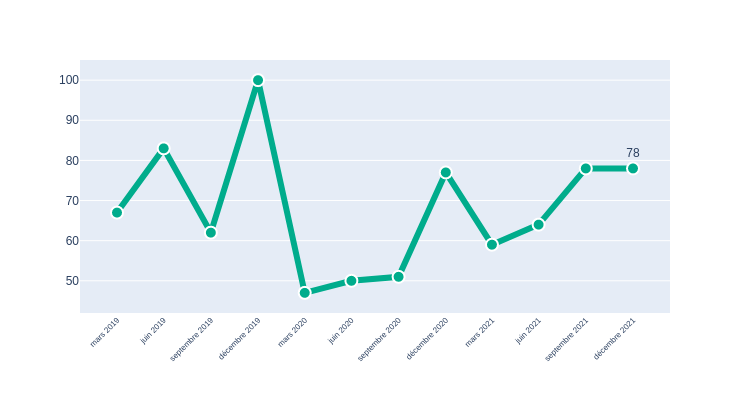 100
90
80
70
60
50
78
mars 2019
juin 2019
septembre 2019
décembre 2019
mars 2020
juin 2020
septembre 2020
décembre 2020
mars 2021
juin 2021
septembre 2021
décembre 2021